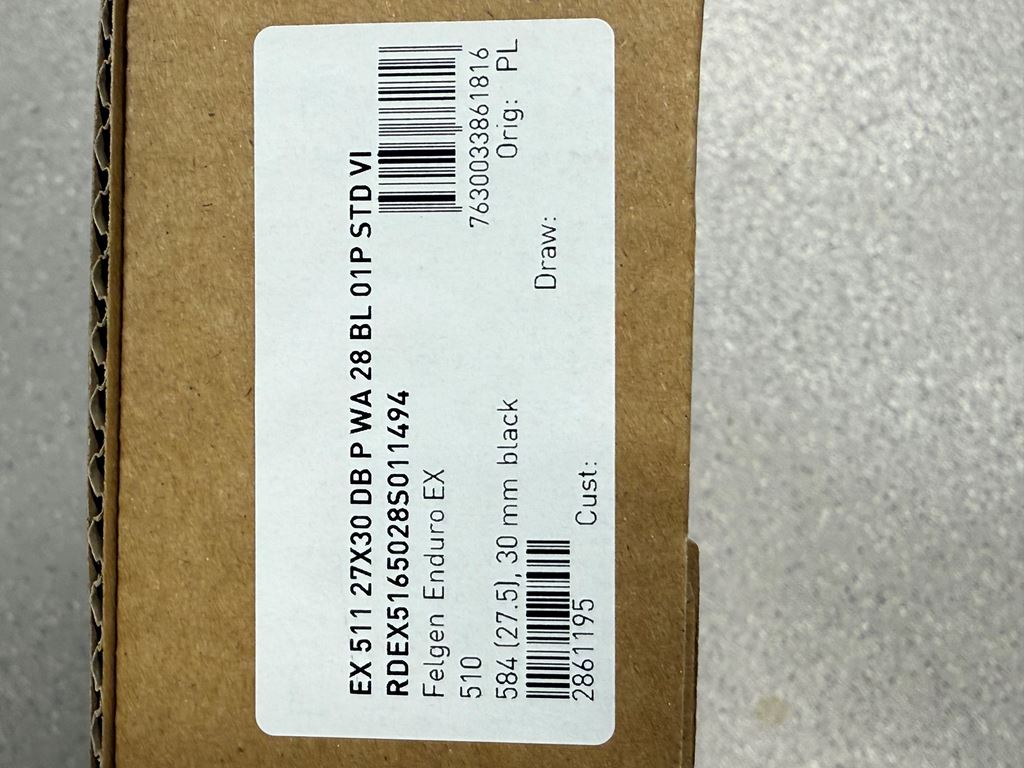 EX 511 27X30 DB P WA 28 BL 01P STD VI
RDEX5165028S011494
Felgen Enduro EX
7630033861816
510
Orig: PL
584 (27.5), 30 mm black
Draw:
2861195
Cust: